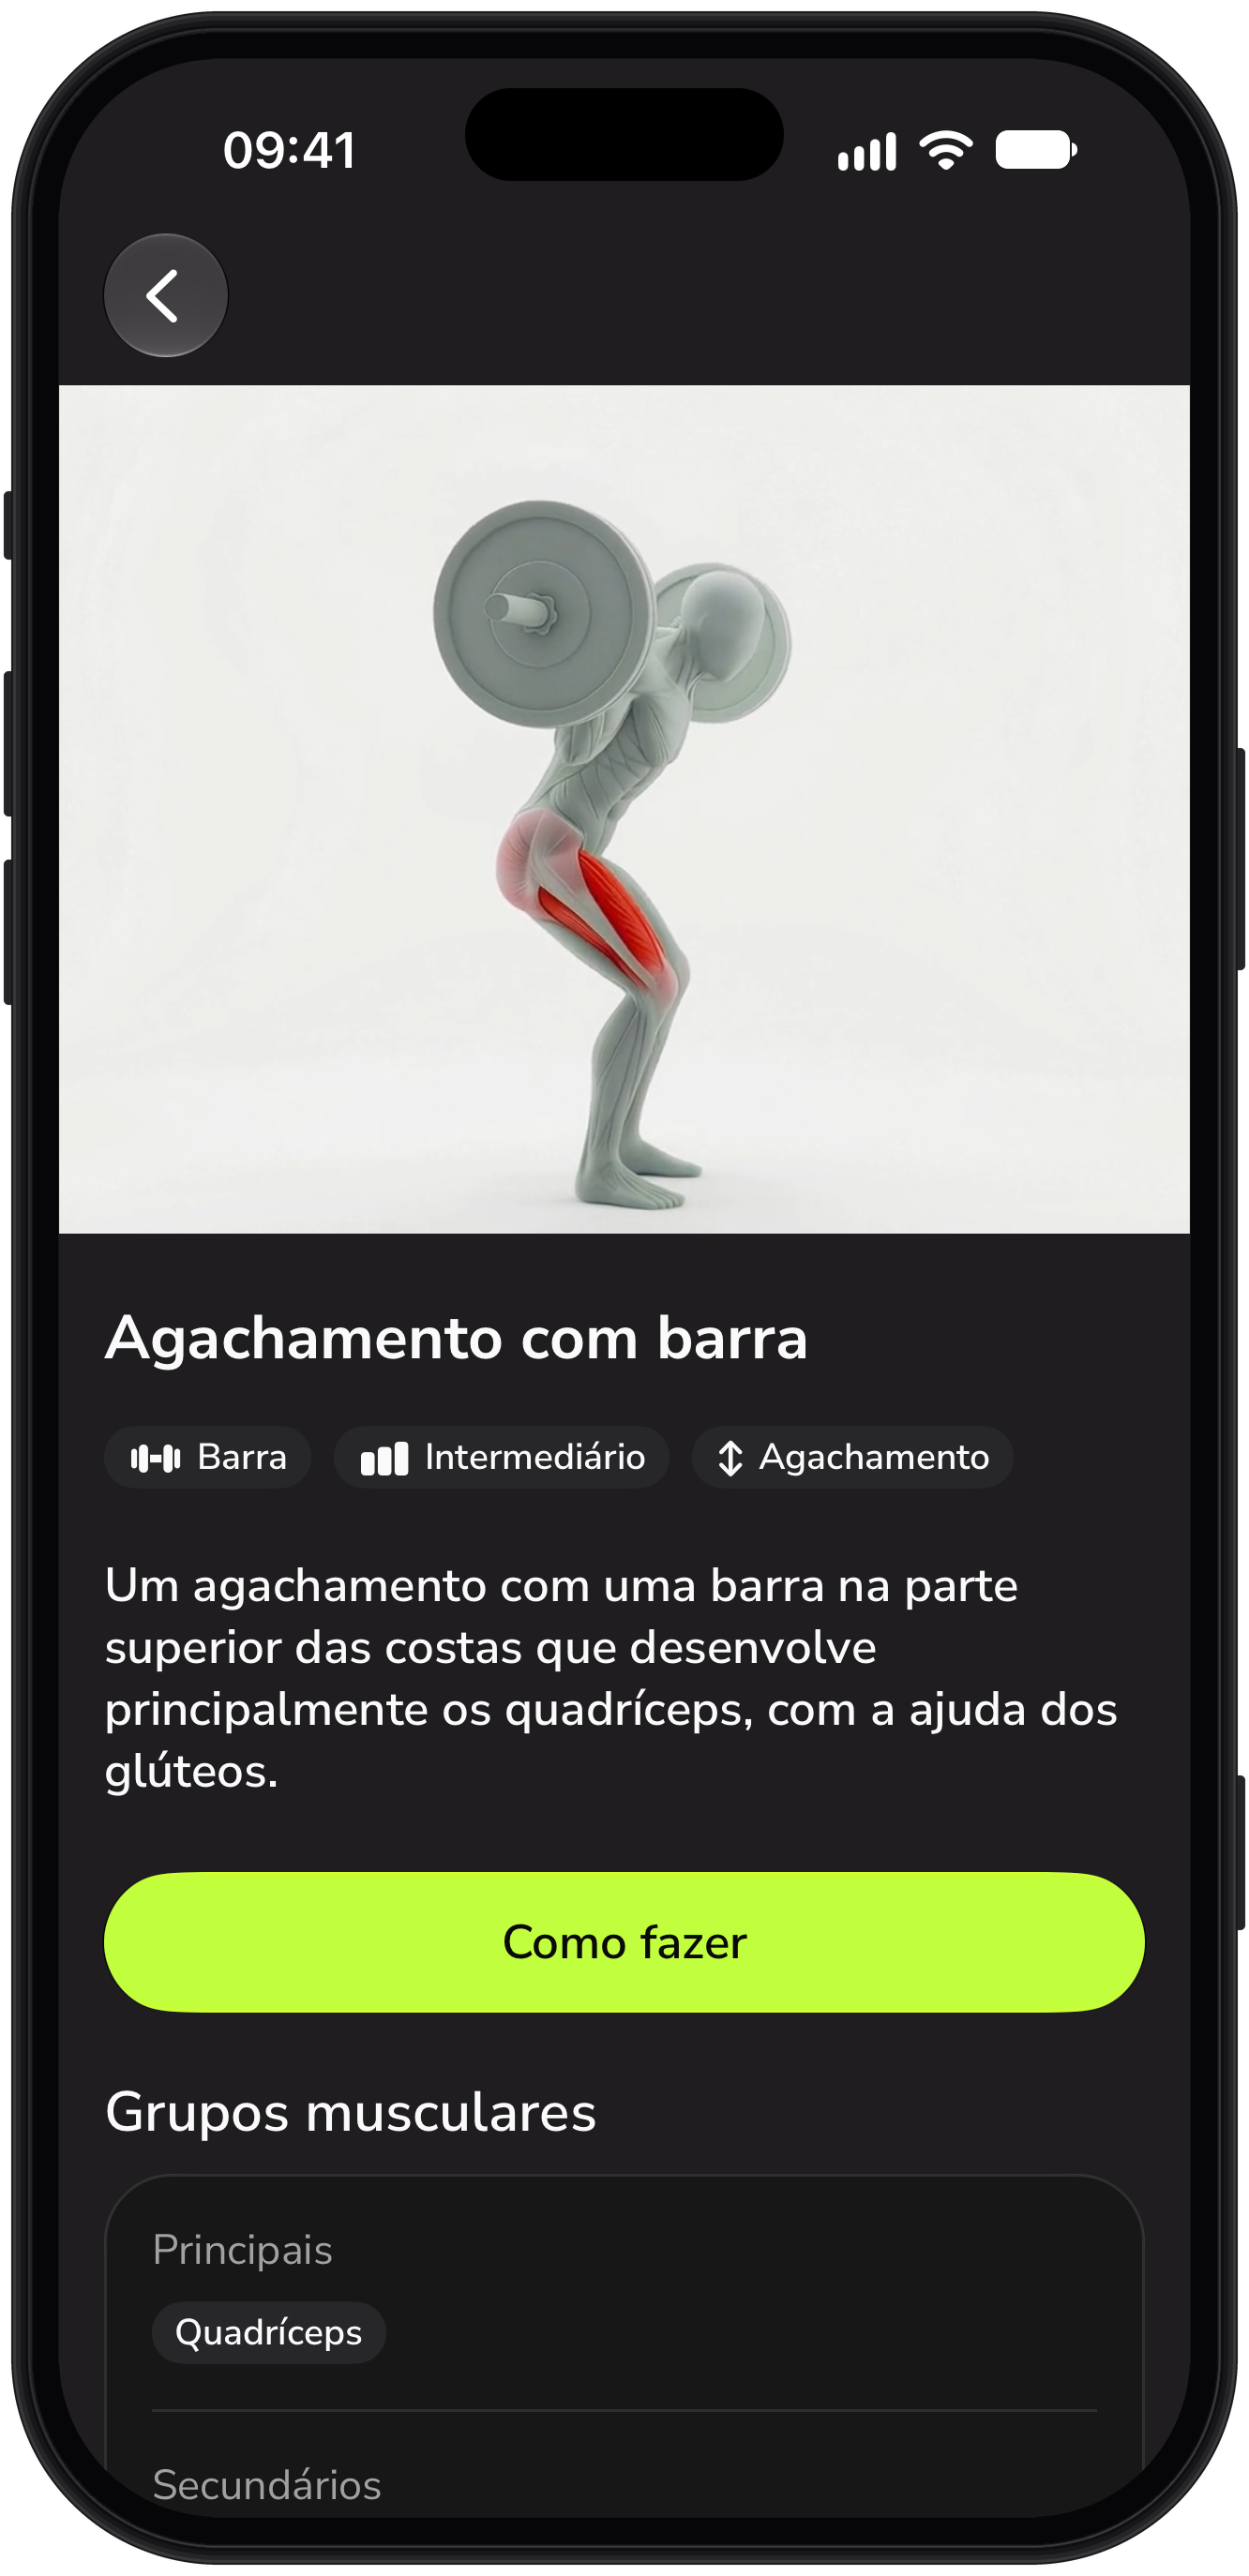 09:41
Agachamento com barra
Barra Intermediário Agachamento
Um agachamento com uma barra na parte
superior das costas que desenvolve
principalmente os quadríceps, com a ajuda dos
glúteos.
Como fazer
Grupos musculares
Principais
Quadríceps
Secundários